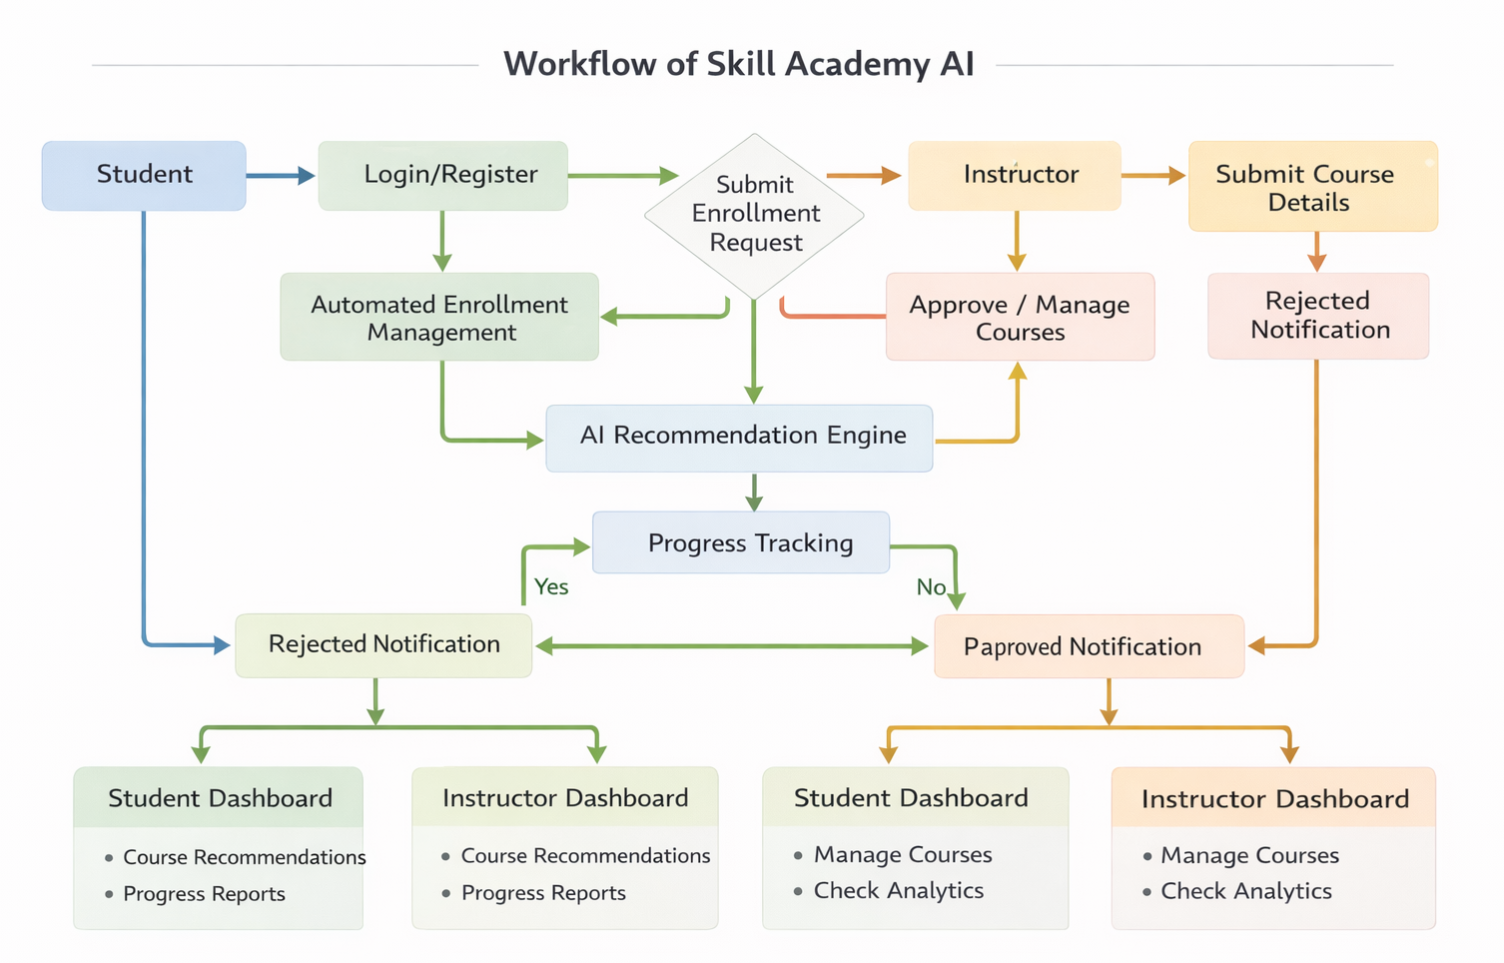 Workflow of Skill Academy AI
Student
Login/Register
Submit
Enrollment
Request
Instructor
Submit Course
Details
Automated Enrollment
Management
Approve / Manage
Courses
Rejected
Notification
AI Recommendation Engine
Progress Tracking
Yes
No
Rejected Notification
Paproved Notification
Student Dashboard
• Course Recommendations
• Progress Reports
Instructor Dashboard
• Course Recommendations
• Progress Reports
Student Dashboard
• Manage Courses
• Check Analytics
Instructor Dashboard
• Manage Courses
• Check Analytics